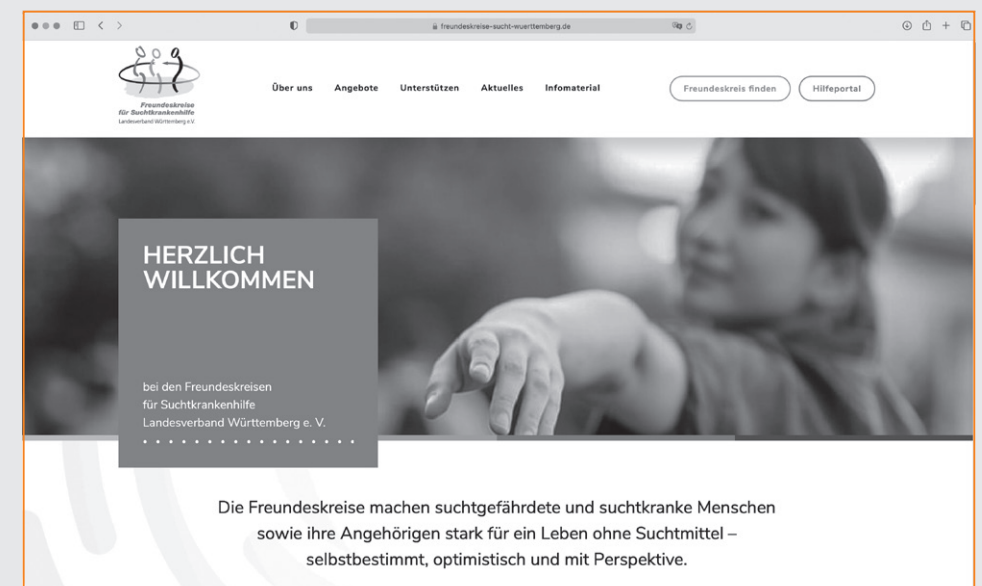 freundeskreise-sucht-wuerttemberg.de
Freundeskreise
für Suchtkrankenhilfe
Landesverband Württemberg e.V.
Über uns Angebote Unterstützen Aktuelles Infomaterial
Freundeskreis finden Hilfeportal
HERZLICH
WILLKOMMEN
bei den Freundeskreisen
für Suchtkrankenhilfe
Landesverband Württemberg e. V.
Die Freundeskreise machen suchtgefährdete und suchtkranke Menschen
sowie ihre Angehörigen stark für ein Leben ohne Suchtmittel –
selbstbestimmt, optimistisch und mit Perspektive.